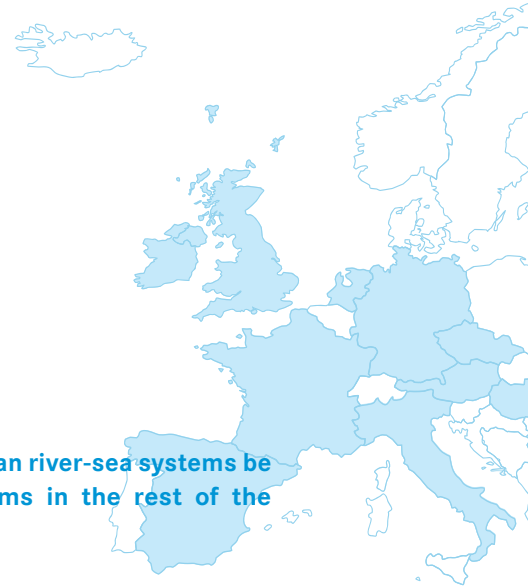 an river-sea systems be
ms in the rest of the